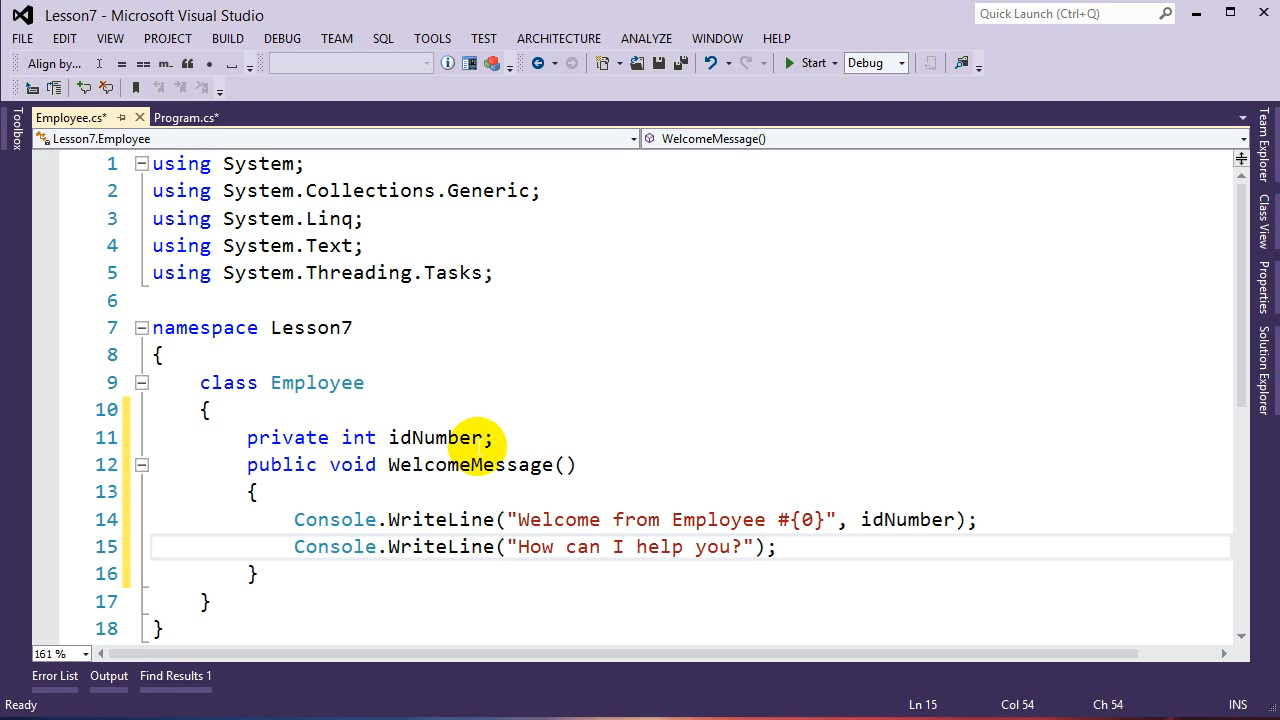 Lesson7 - Microsoft Visual Studio
Quick Launch (Ctrl+Q)
FILE EDIT VIEW PROJECT BUILD DEBUG TEAM SQL TOOLS TEST ARCHITECTURE ANALYZE WINDOW HELP
Align by... Start Debug
Employee.cs* Program.cs*
Lesson7.Employee WelcomeMessage()
Toolbox
Team Explorer
Class View
Properties
Solution Explorer
1 using System;
2 using System.Collections.Generic;
3 using System.Linq;
4 using System.Text;
5 using System.Threading.Tasks;
6
7 namespace Lesson7
8 {
9 class Employee
10 {
11 private int idNumber;
12 public void WelcomeMessage()
13 {
14 Console.WriteLine("Welcome from Employee #{0}", idNumber);
15 Console.WriteLine("How can I help you?");
16 }
17 }
18 }
161 %
Error List Output Find Results 1
Ready Ln 15 Col 54 Ch 54 INS